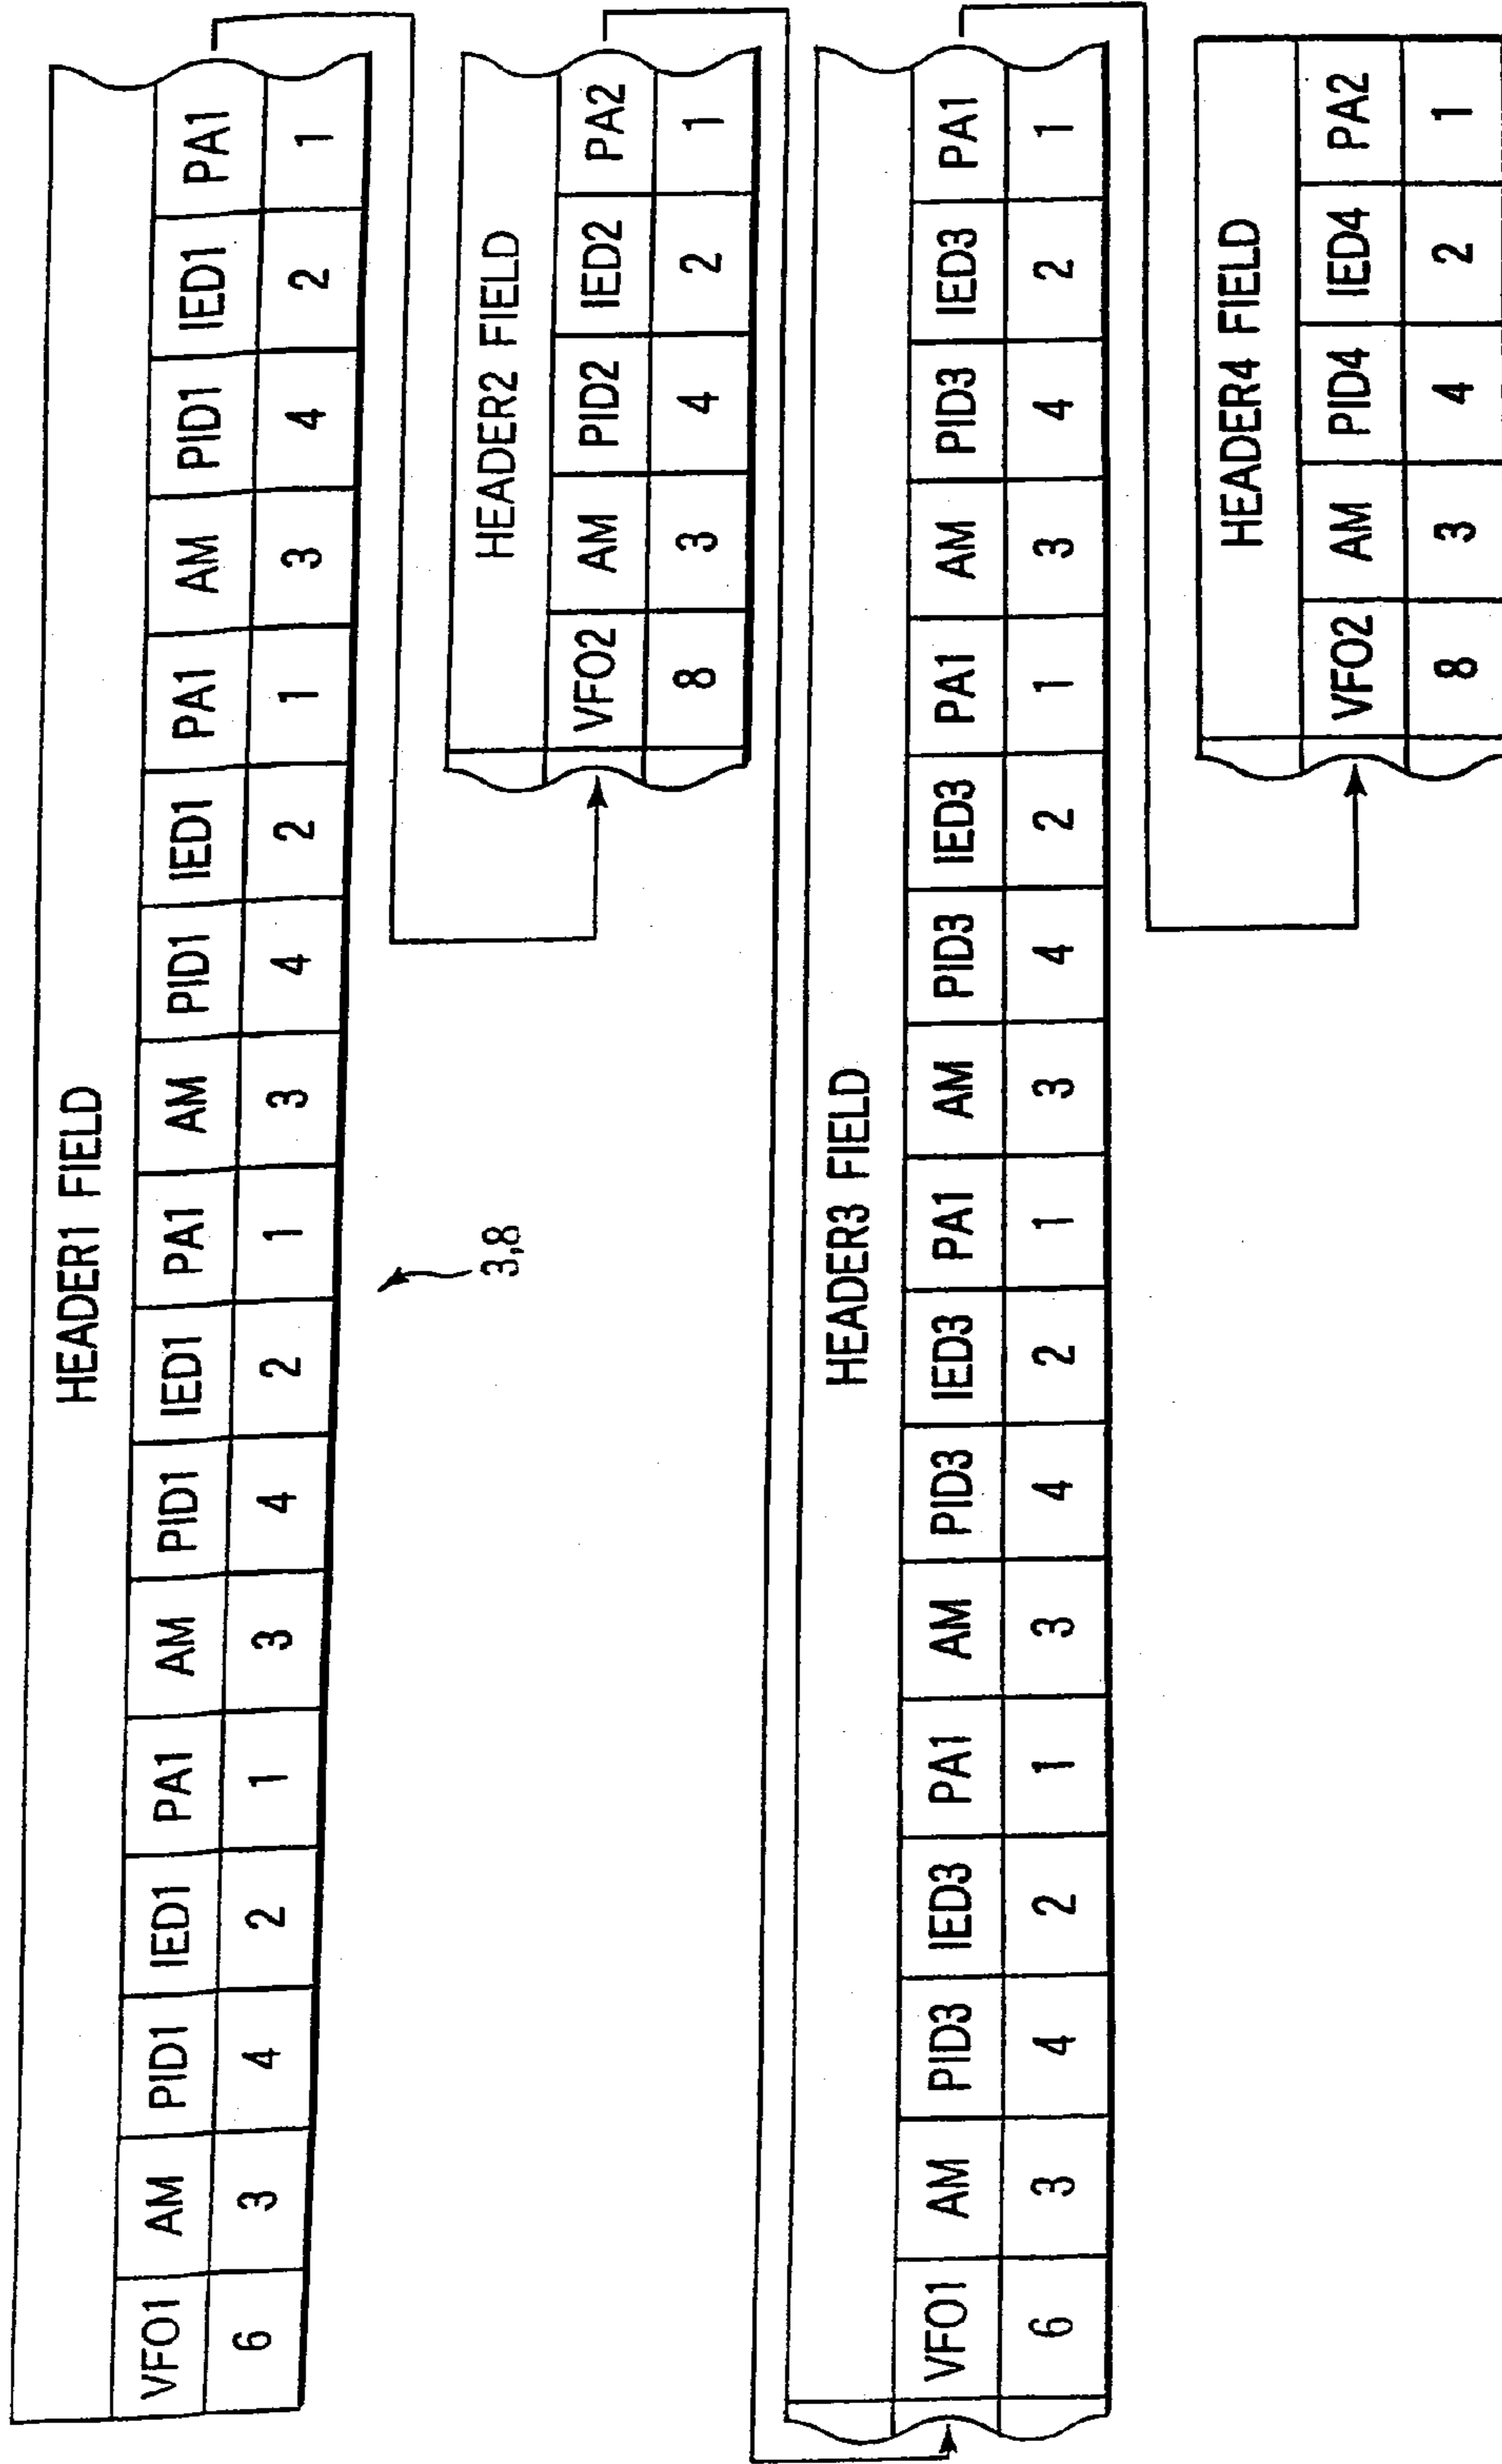 HEADER1 FIELD
VFO1 AM PID1 IED1 PA1 AM PID1 IED1 PA1 AM PID1 IED1 PA1 AM PID1 IED1 PA1
6 3 4 2 1 3 4 2 1 3 4 2 1 3 4 2 1
3,8
HEADER2 FIELD
VFO2 AM PID2 IED2 PA2
8 3 4 2 1
HEADER3 FIELD
VFO1 AM PID3 IED3 PA1 AM PID3 IED3 PA1 AM PID3 IED3 PA1 AM PID3 IED3 PA1
6 3 4 2 1 3 4 2 1 3 4 2 1 3 4 2 1
HEADER4 FIELD
VFO2 AM PID4 IED4 PA2
8 3 4 2 1